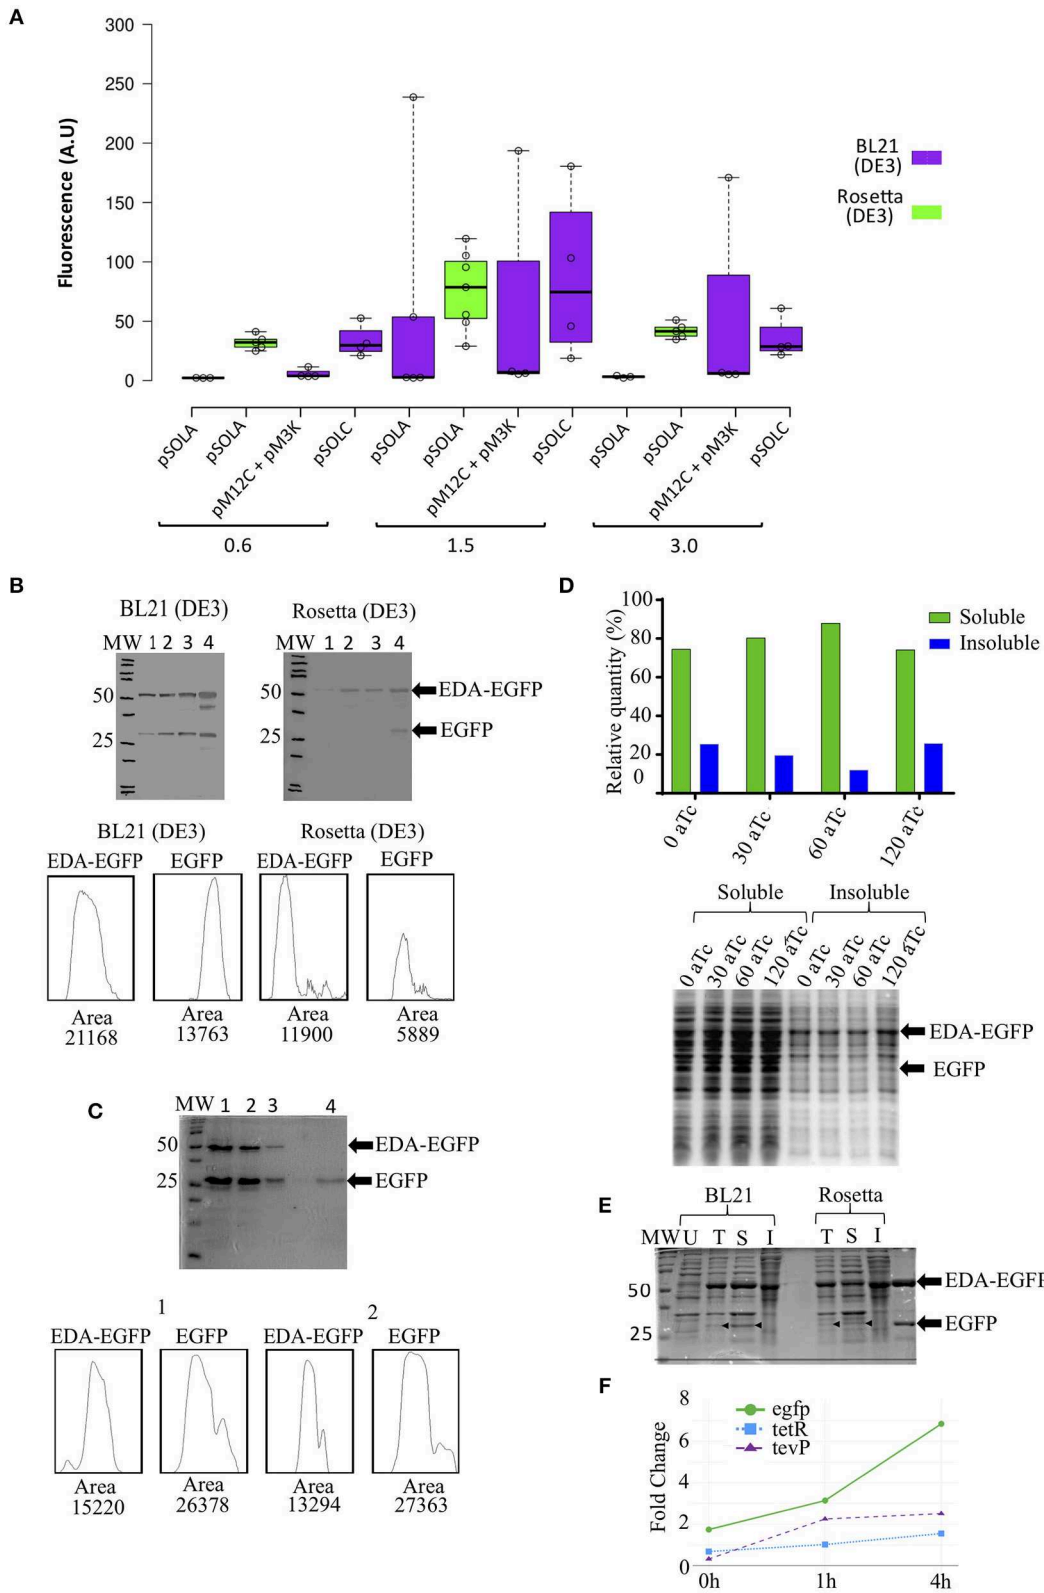 A
300
250
200
150
100
50
0
Fluorescence (A.U)
BL21
(DE3)
Rosetta
(DE3)
pSOLA
pSOLA
pM12C + pM3K
pSOLC
pSOLA
pSOLA
pM12C + pM3K
pSOLC
pSOLA
pSOLA
pM12C + pM3K
pSOLC
0.6
1.5
3.0
B
BL21 (DE3)
MW 1 2 3 4
50
25
Rosetta (DE3)
MW 1 2 3 4
50
25
EDA-EGFP
EGFP
BL21 (DE3)
Rosetta (DE3)
EDA-EGFP EGFP EDA-EGFP EGFP
Area Area Area Area
21168 13763 11900 5889
C
MW 1 2 3 4
50
25
EDA-EGFP
EGFP
1 2
EDA-EGFP EGFP EDA-EGFP EGFP
Area Area Area Area
15220 26378 13294 27363
D
100
80
60
40
20
0
Relative quantity (%)
Soluble
Insoluble
0 aTc
30 aTc
60 aTc
120 aTc
Soluble Insoluble
0 aTc
30 aTc
60 aTc
120 aTc
0 aTc
30 aTc
60 aTc
120 aTc
EDA-EGFP
EGFP
E
BL21 Rosetta
MW U T S I T S I
50
25
EDA-EGFP
EGFP
F
8
6
4
2
0
Fold Change
egfp
tetR
tevP
0h 1h 4h